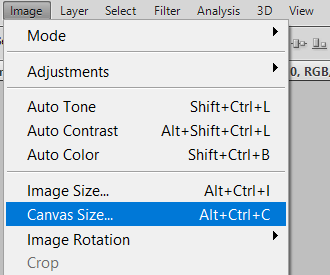 Image Layer Select Filter Analysis 3D View
Mode
0, RGB,
Adjustments
Auto Tone Shift+Ctrl+L
Auto Contrast Alt+Shift+Ctrl+L
Auto Color Shift+Ctrl+B
Image Size... Alt+Ctrl+I
Canvas Size... Alt+Ctrl+C
Image Rotation
Crop